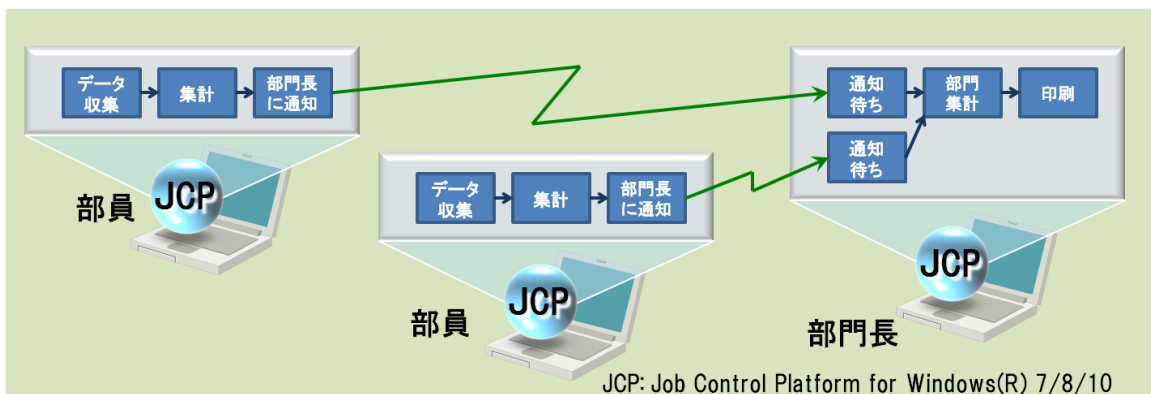 データ
収集
集計
部門長
に通知
JCP
部員
データ
収集
集計
部門長
に通知
JCP
部員
通知
待ち
部門
集計
印刷
通知
待ち
JCP
部門長
JCP: Job Control Platform for Windows(R) 7/8/10